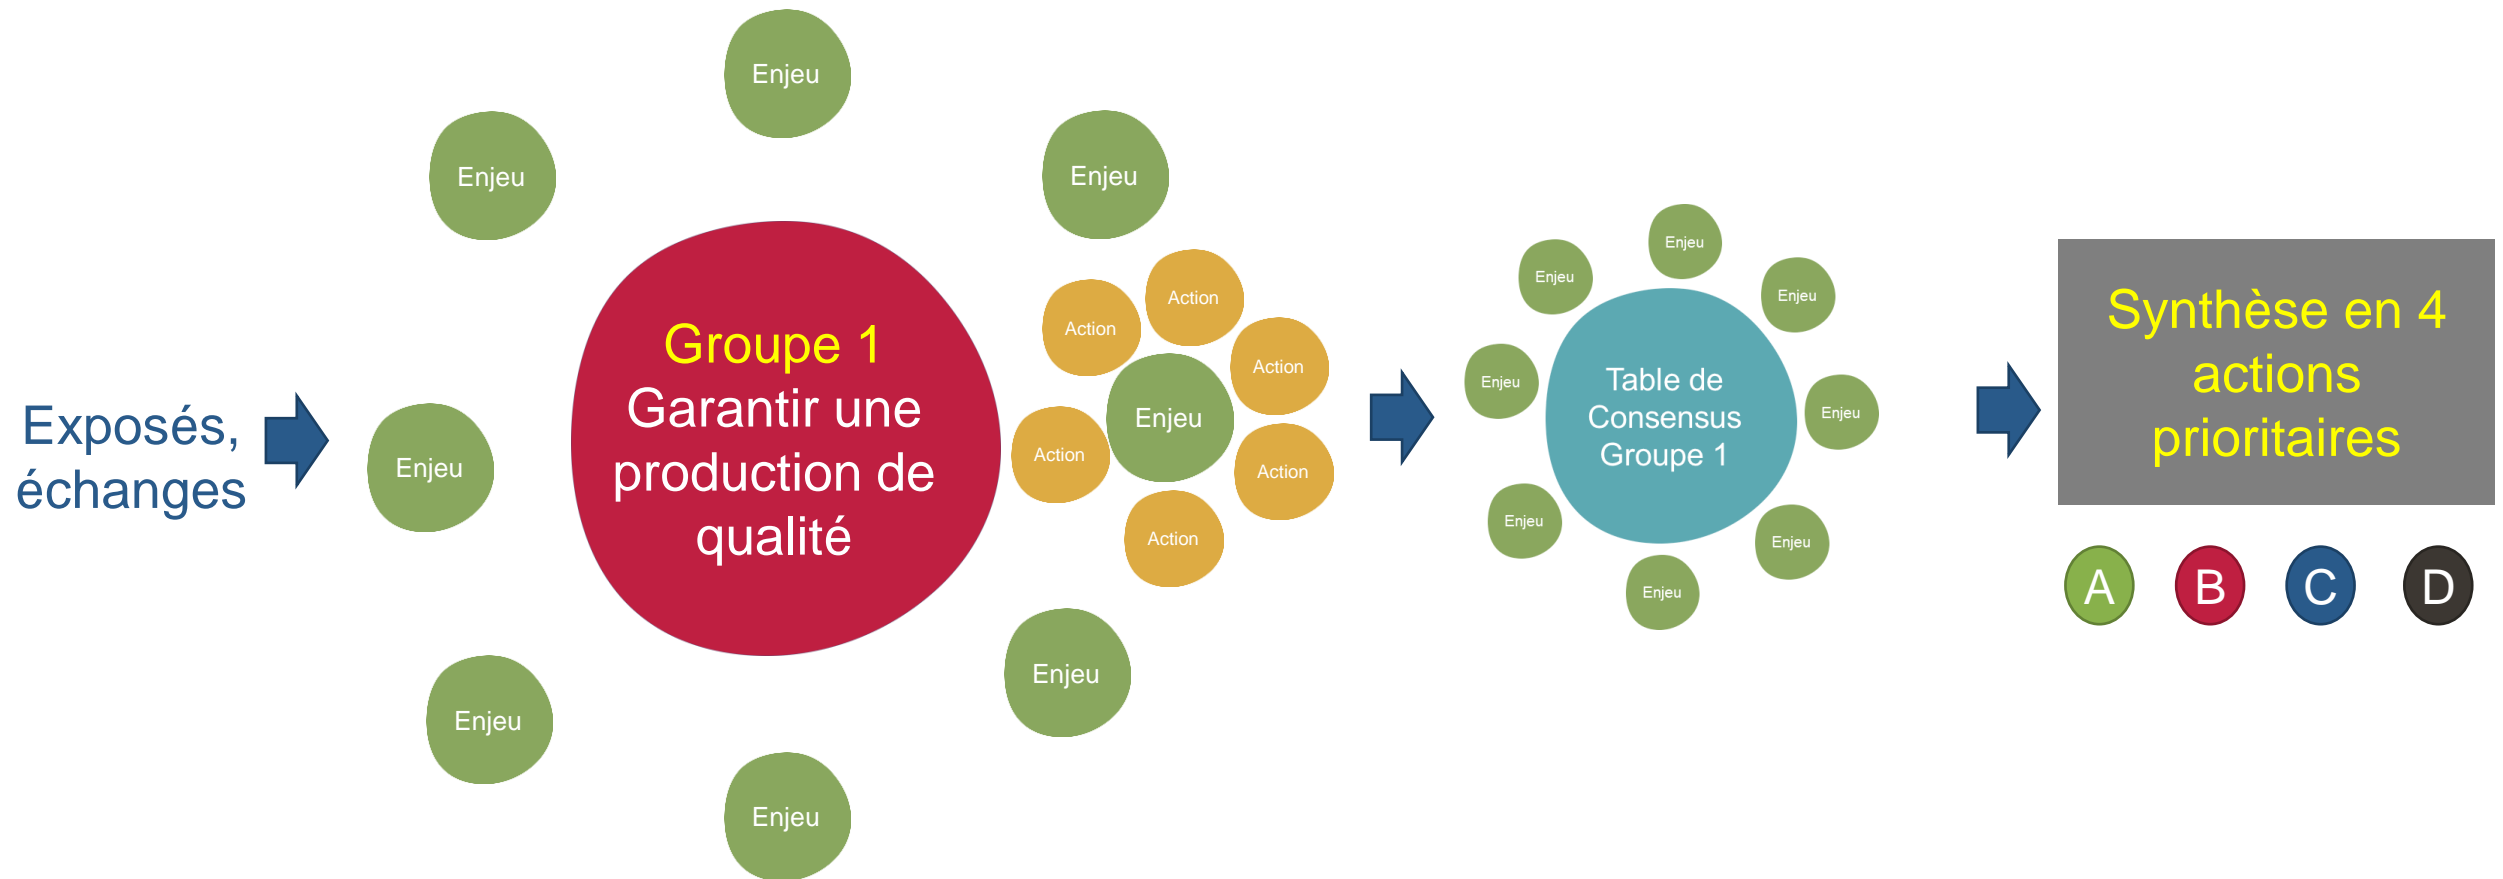 Exposés,
échanges
Enjeu
Enjeu
Enjeu
Enjeu
Enjeu
Enjeu
Enjeu
Enjeu
Groupe 1
Garantir une
production de
qualité
Action
Action
Action
Action
Action
Action
Table de
Consensus
Groupe 1
Enjeu
Enjeu
Enjeu
Enjeu
Enjeu
Enjeu
Enjeu
Enjeu
Synthèse en 4
actions
prioritaires
A
B
C
D